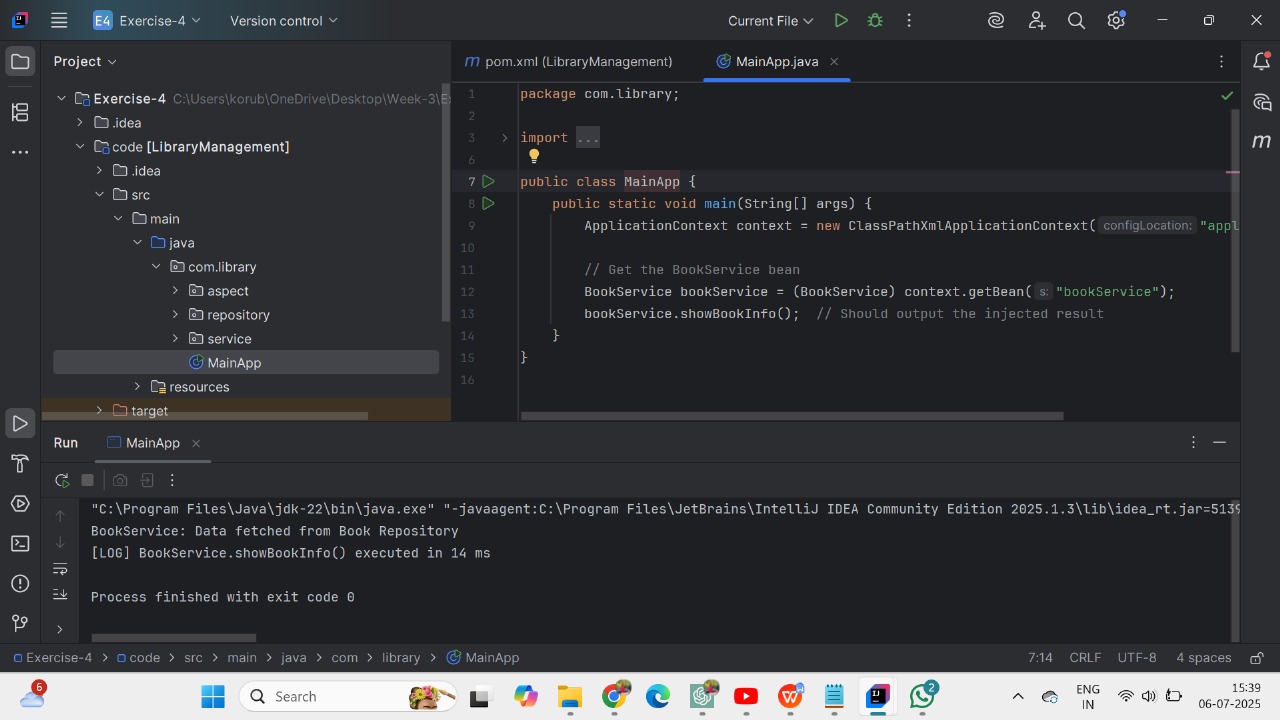 E4 Exercise-4 Version control Current File
Project
pom.xml (LibraryManagement) MainApp.java
Exercise-4 C:\Users\korub\OneDrive\Desktop\Week-3\E
.idea
code [LibraryManagement]
.idea
src
main
java
com.library
aspect
repository
service
MainApp
resources
target
1 package com.library;
2
3 import ...
6
7 public class MainApp {
8 public static void main(String[] args) {
9 ApplicationContext context = new ClassPathXmlApplicationContext( configLocation: "appl
10
11 // Get the BookService bean
12 BookService bookService = (BookService) context.getBean( s: "bookService");
13 bookService.showBookInfo(); // Should output the injected result
14 }
15 }
16
Run MainApp
"C:\Program Files\Java\jdk-22\bin\java.exe" "-javaagent:C:\Program Files\JetBrains\IntelliJ IDEA Community Edition 2025.1.3\lib\idea_rt.jar=5139
BookService: Data fetched from Book Repository
[LOG] BookService.showBookInfo() executed in 14 ms
Process finished with exit code 0
Exercise-4 > code > src > main > java > com > library > MainApp 7:14 CRLF UTF-8 4 spaces
6 Search 2 ENG IN 15:39 06-07-2025